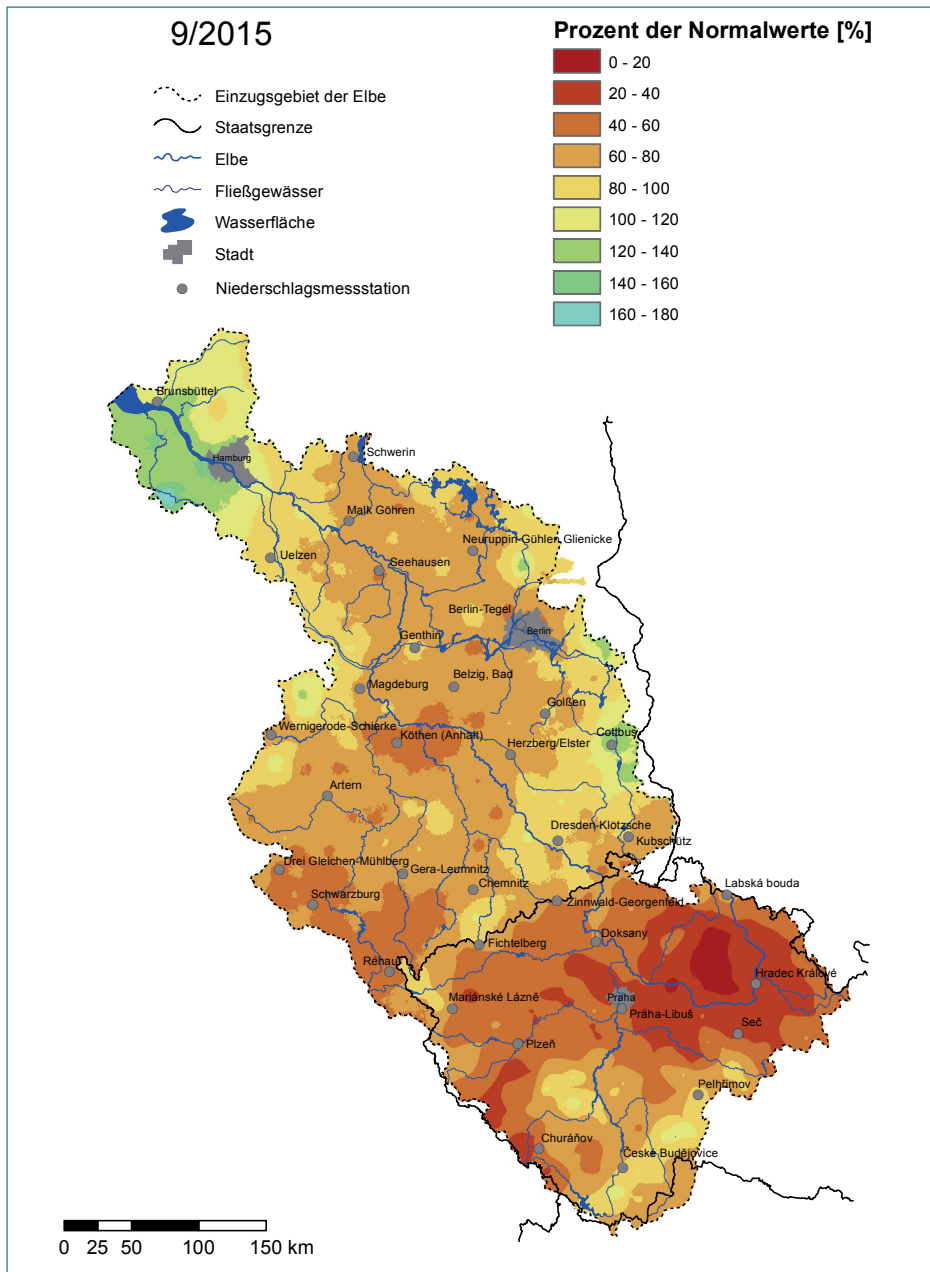 9/2015
Prozent der Normalwerte [%]
0 - 20
20 - 40
40 - 60
60 - 80
80 - 100
100 - 120
120 - 140
140 - 160
160 - 180
Einzugsgebiet der Elbe
Staatsgrenze
Elbe
Fließgewässer
Wasserfläche
Stadt
Niederschlagsmessstation
Brunsbüttel
Hamburg
Schwerin
Malk Göhren
Neuruppin-Gühlen Glienicke
Uelzen
Seehausen
Berlin-Tegel
Berlin
Genthin
Belzig, Bad
Magdeburg
Golßen
Wernigerode-Schierke
Cottbus
Köthen (Anhalt)
Herzberg/Elster
Artern
Dresden-Klotzsche
Kubschütz
Drei Gleichen-Mühlberg
Gera-Leumnitz
Chemnitz
Labská bouda
Schwarzburg
Zinnwald-Georgenfeld
Doksany
Fichtelberg
Rehau
Hradec Králové
Mariánské Lázně
Praha
Praha-Libuš
Seč
Plzeň
Pelhřimov
Churáňov
České Budějovice
0 25 50 100 150 km